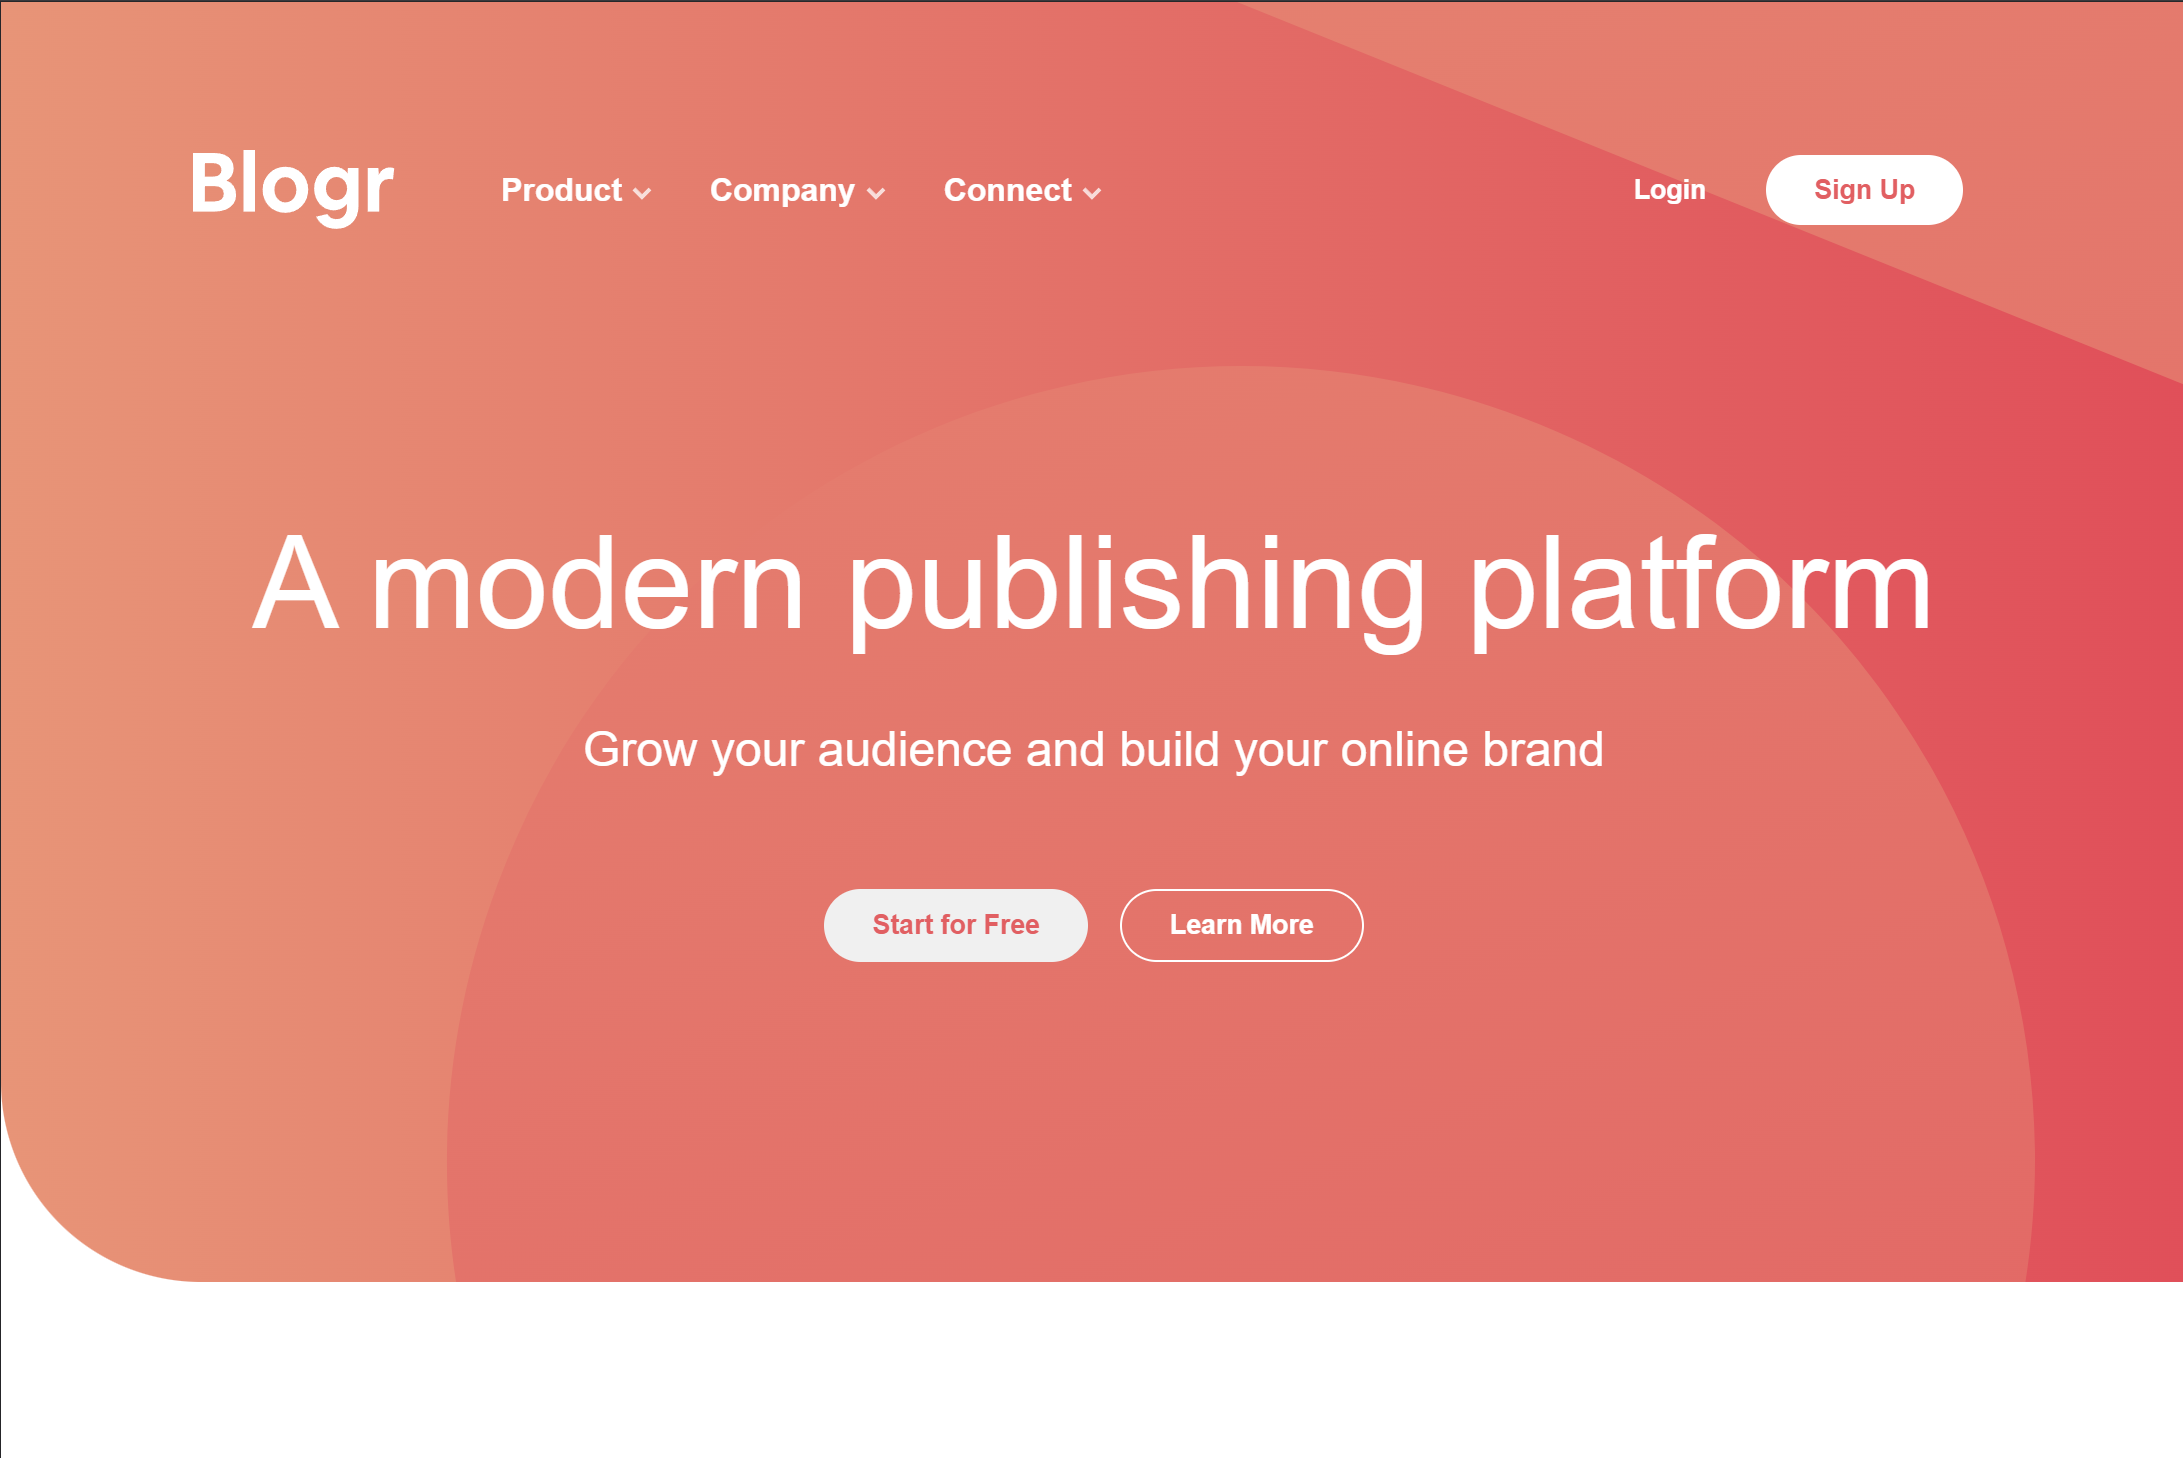 Blogr Product Company Connect Login Sign Up
A modern publishing platform
Grow your audience and build your online brand
Start for Free Learn More